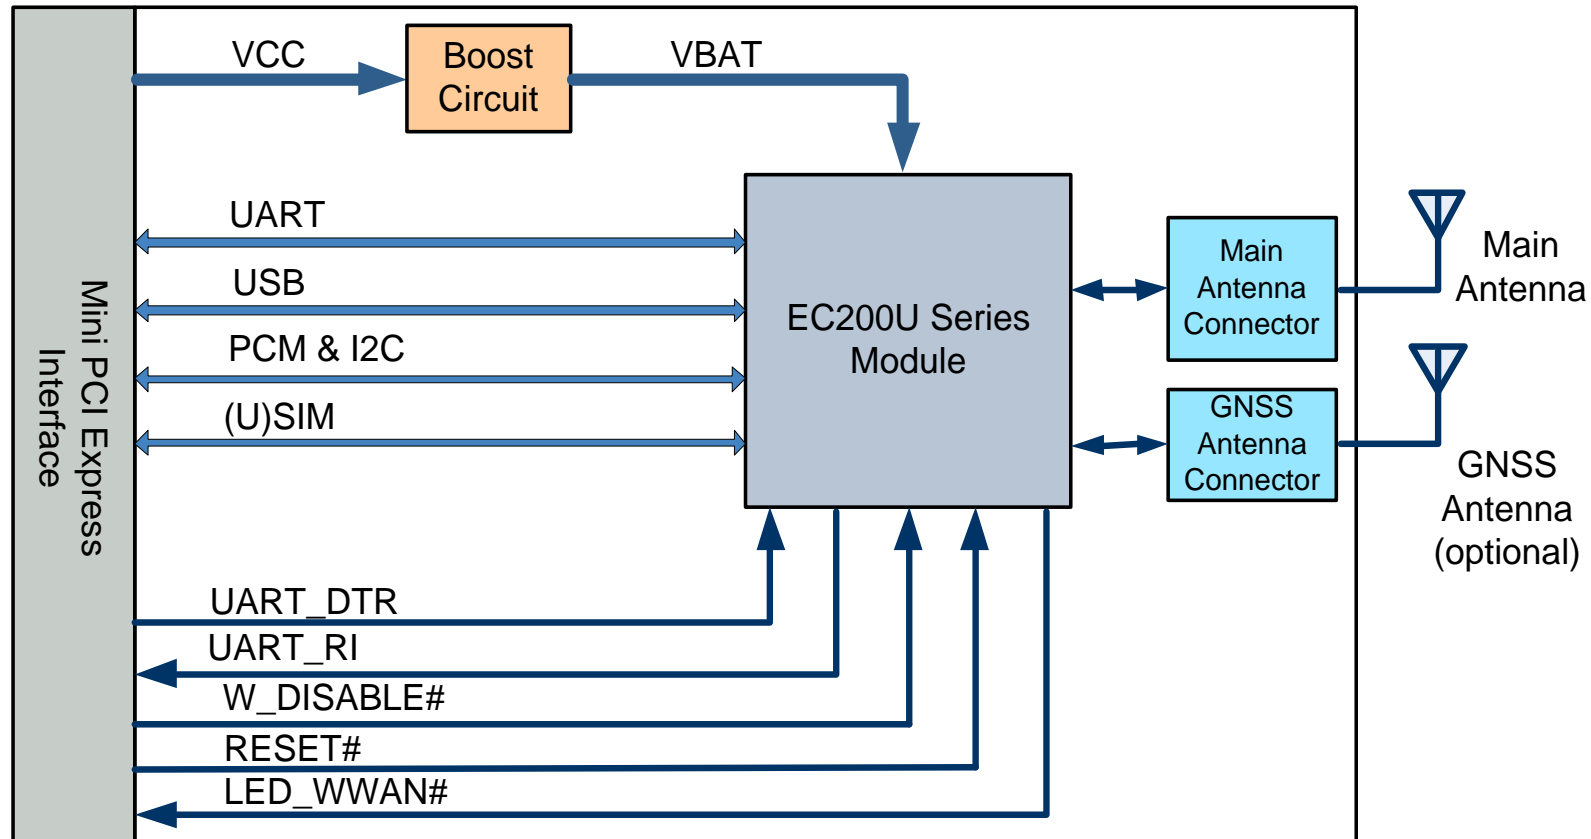 VCC
Boost
Circuit
VBAT
UART
USB
PCM & I2C
(U)SIM
Mini PCI Express
Interface
EC200U Series
Module
Main
Antenna
Connector
Main
Antenna
GNSS
Antenna
Connector
GNSS
Antenna
(optional)
UART_DTR
UART_RI
W_DISABLE#
RESET#
LED_WWAN#